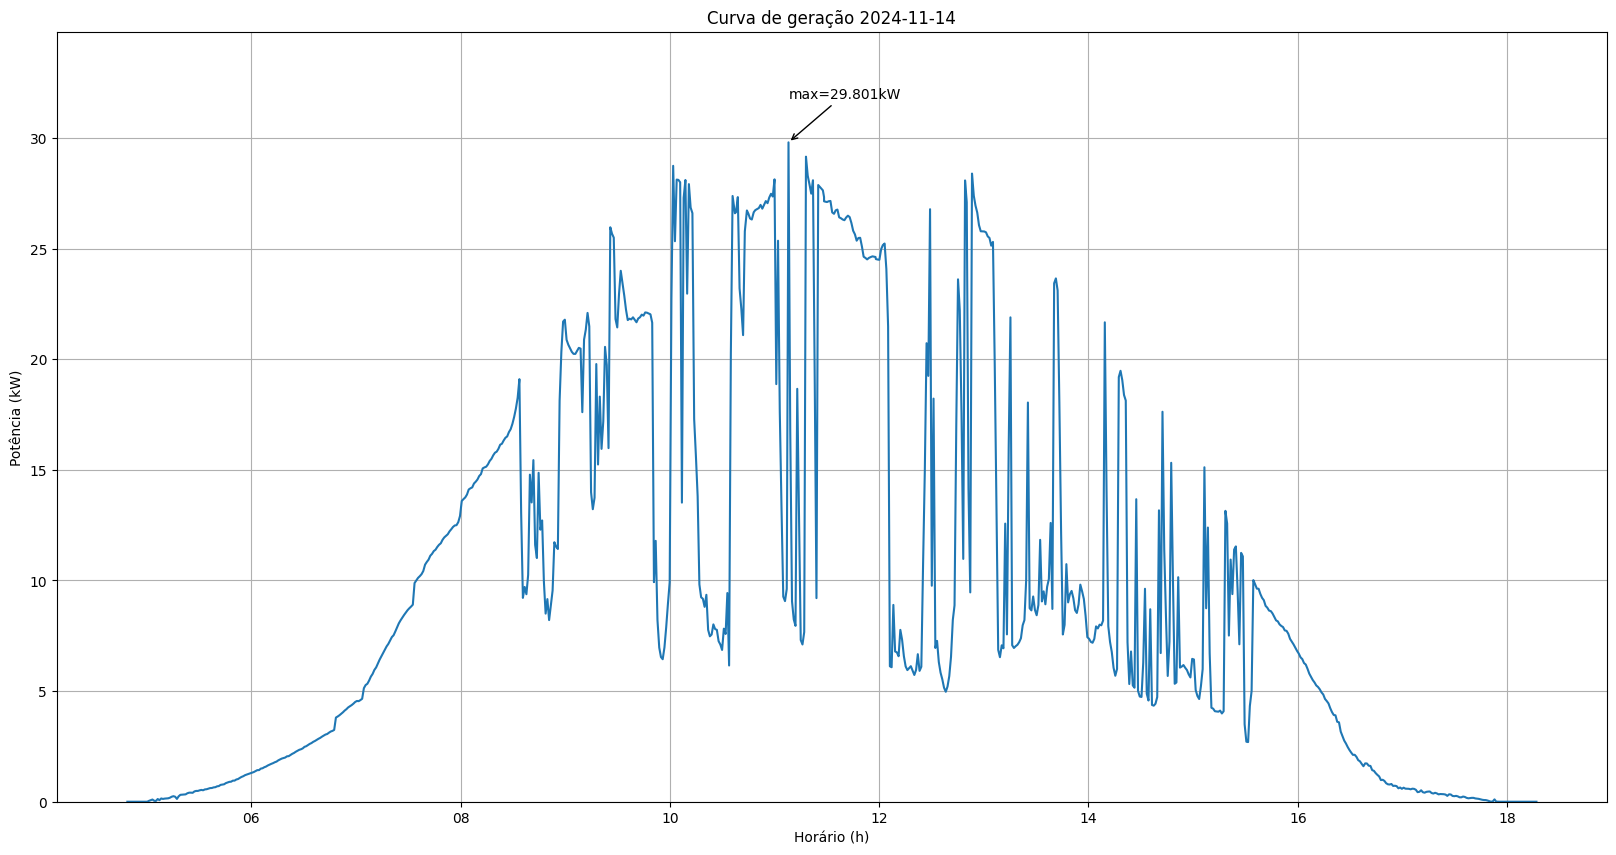 Curva de geração 2024-11-14
max=29.801kW
30
25
20
15
10
5
0
Potência (kW)
06 08 10 12 14 16 18
Horário (h)